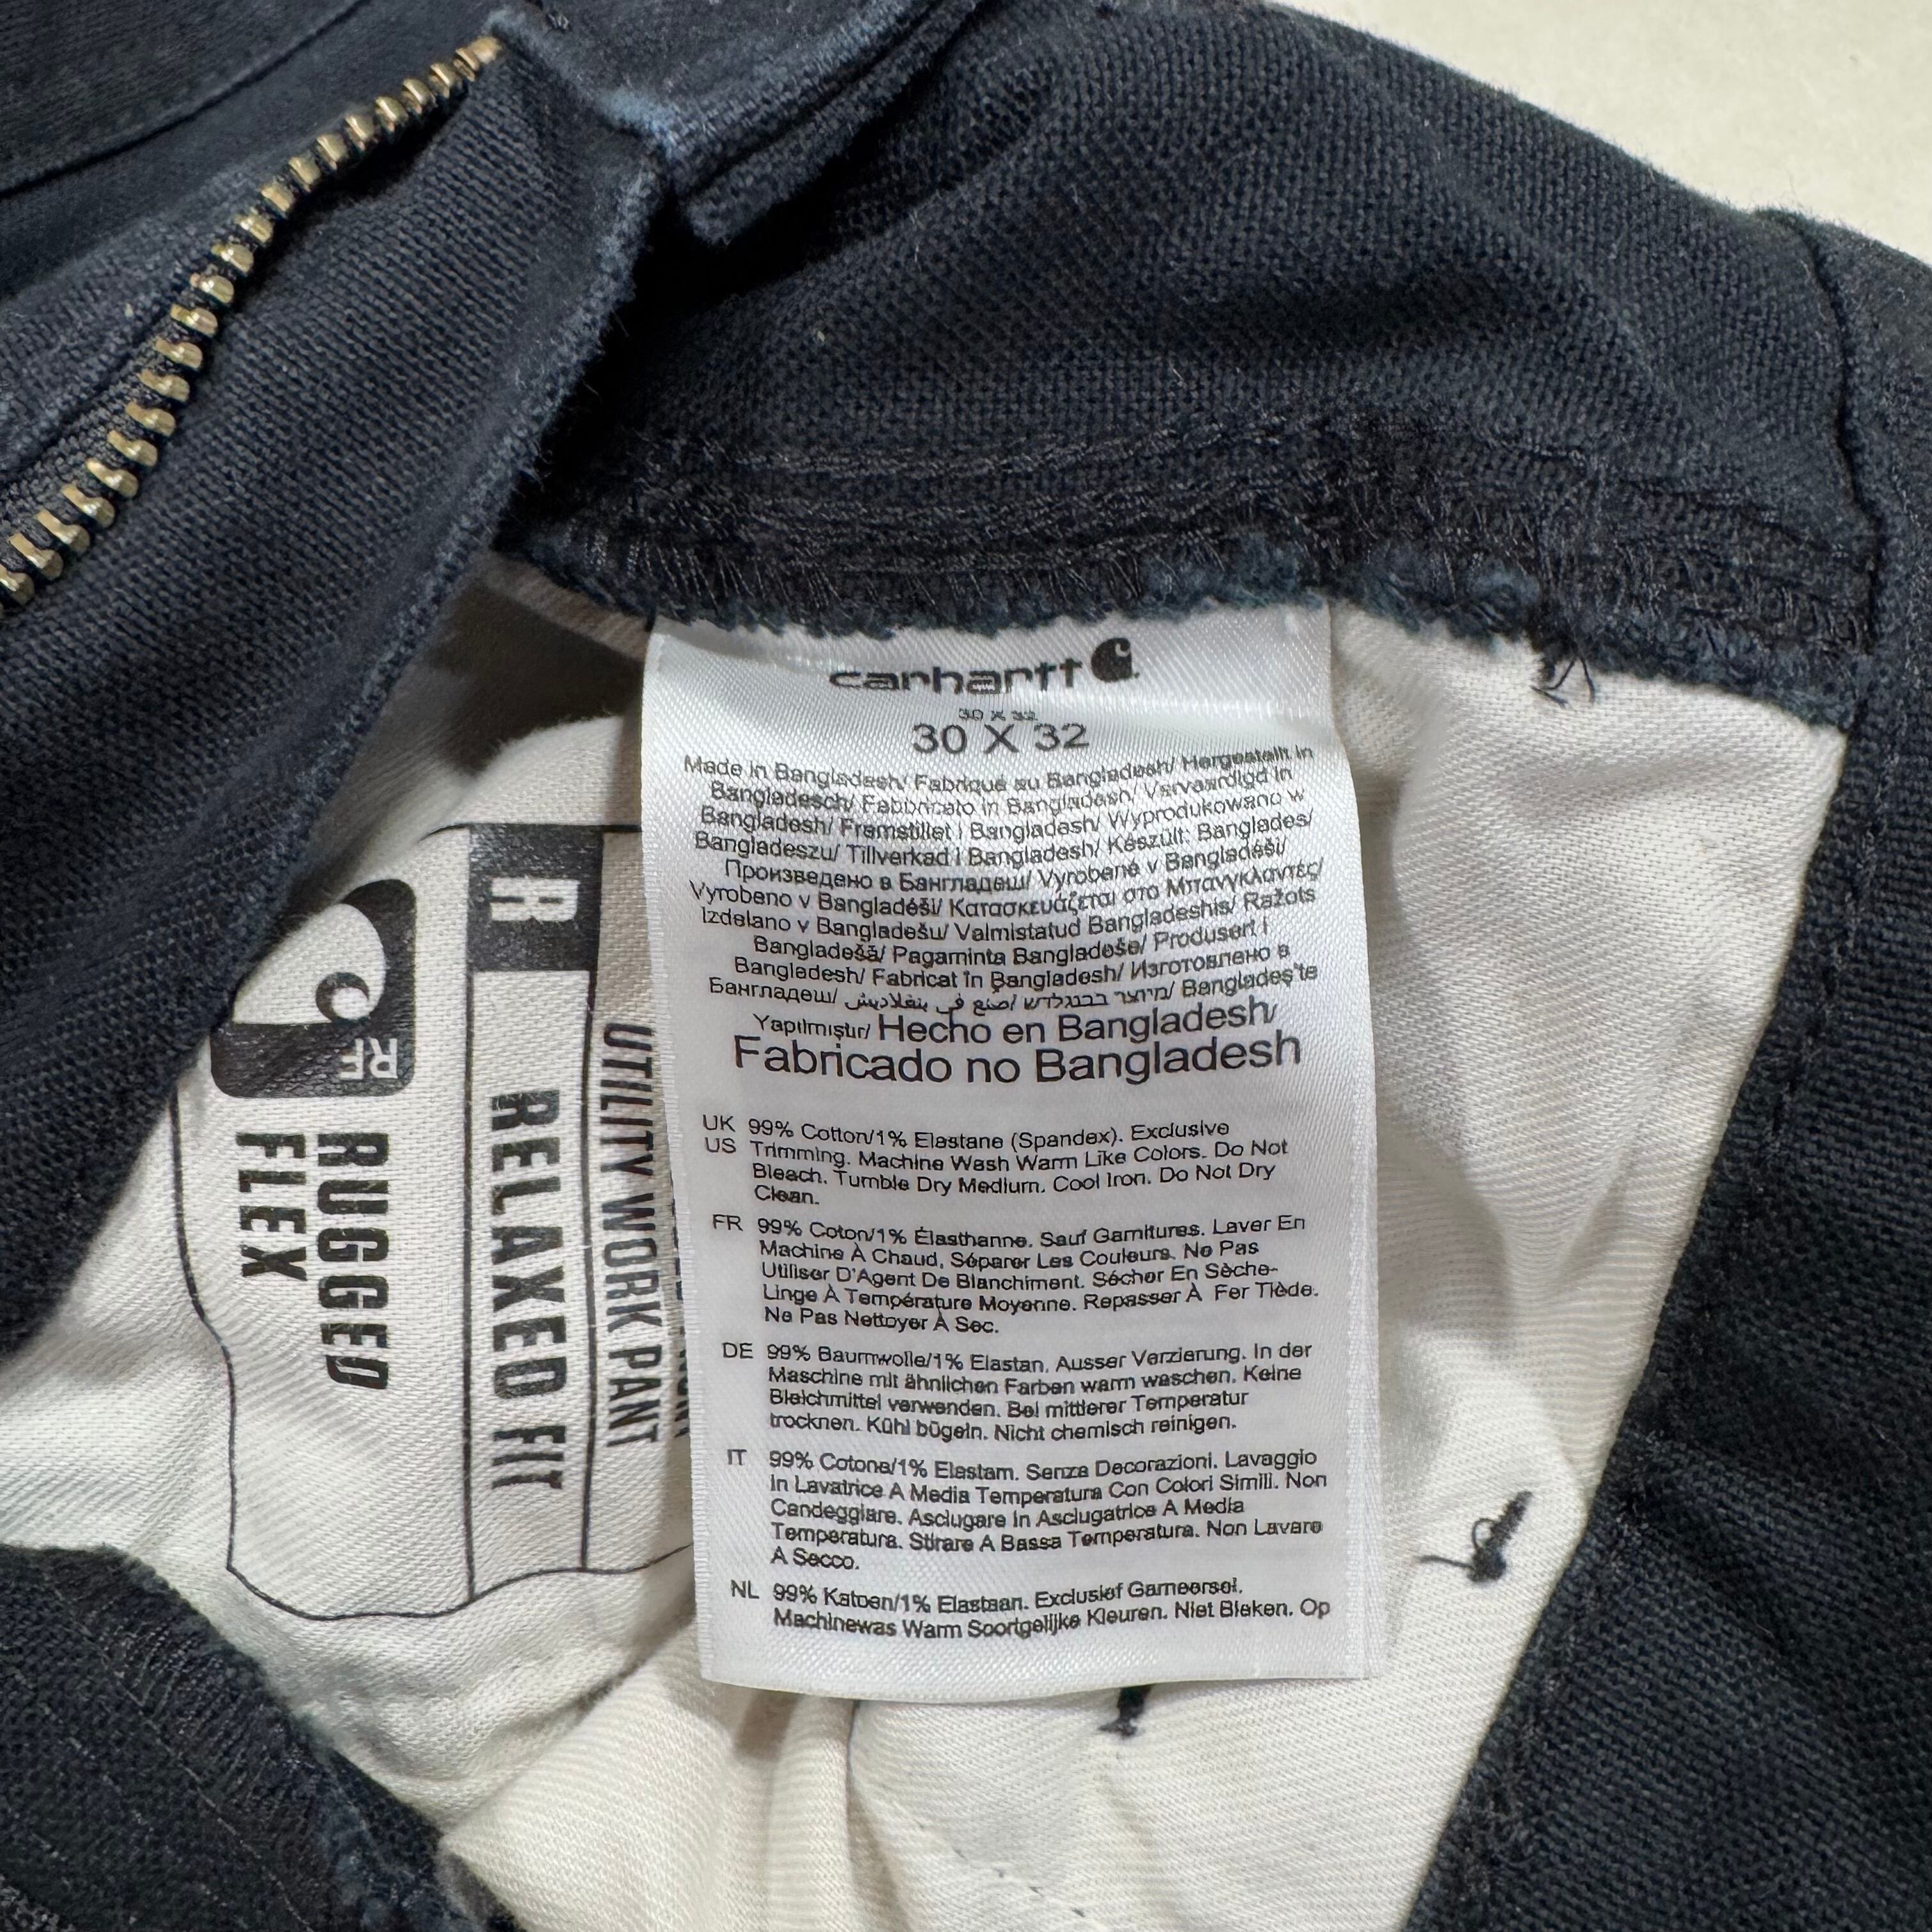 carhartt
30 X 32
30 X 32
Made in Bangladesh/ Fabriqué au Bangladesh/ Hergestellt in
Bangladesch/ Fabbricato in Bangladesh/ Vervaardigd in
Bangladesh/ Fremstillet i Bangladesh/ Wyprodukowano w
Bangladeszu/ Tillverkad i Bangladesh/ Készült: Banglades/
Произведено в Бангладеш/ Vyrobené v Bangladéši/
Vyrobeno v Bangladéši/ Κατασκευάζεται στο Μπανγκλαντές/
Izdelano v Bangladešu/ Valmistatud Bangladeshis/ Ražots
Bangladešā/ Pagaminta Bangladeše/ Produsert i
Bangladesh/ Fabricat în Bangladesh/ Изготовлено в
Бангладеш/ صنع في بنغلاديش/ מיוצר בבנגלדש/ Bangladeş'te
Yapılmıştır/ Hecho en Bangladesh/
Fabricado no Bangladesh
UK 99% Cotton/1% Elastane (Spandex). Exclusive
US Trimming. Machine Wash Warm Like Colors. Do Not
Bleach. Tumble Dry Medium. Cool Iron. Do Not Dry
Clean.
FR 99% Coton/1% Élasthanne. Sauf Garnitures. Laver En
Machine À Chaud, Séparer Les Couleurs. Ne Pas
Utiliser D'Agent De Blanchiment. Sécher En Sèche-
Linge À Température Moyenne. Repasser À Fer Tiède.
Ne Pas Nettoyer À Sec.
DE 99% Baumwolle/1% Elastan. Ausser Verzierung. In der
Maschine mit ähnlichen Farben warm waschen. Keine
Bleichmittel verwenden. Bei mittlerer Temperatur
trocknen. Kühl bügeln. Nicht chemisch reinigen.
IT 99% Cotone/1% Elastam. Senza Decorazioni. Lavaggio
In Lavatrice A Media Temperatura Con Colori Simili. Non
Candeggiare. Asciugare in Asciugatrice A Media
Temperatura. Stirare A Bassa Temperatura. Non Lavare
A Secco.
NL 99% Katoen/1% Elastaan. Exclusief Garneersel.
Machinewas Warm Soortgelijke Kleuren. Niet Bleken. Op
R
RF
RUGGED
FLEX
RELAXED FIT
UTILITY WORK PANT